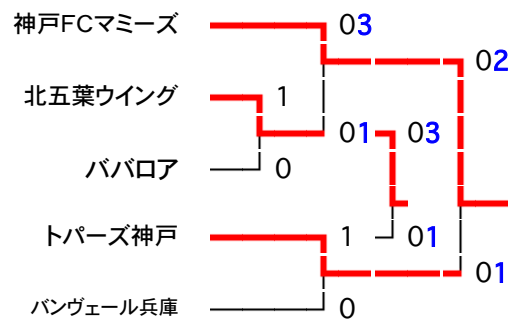 神戸FCマミーズ 03
02
北五葉ウイング 1
01 03
ババロア 0
トパーズ神戸 1 01
01
バンヴェール兵庫 0